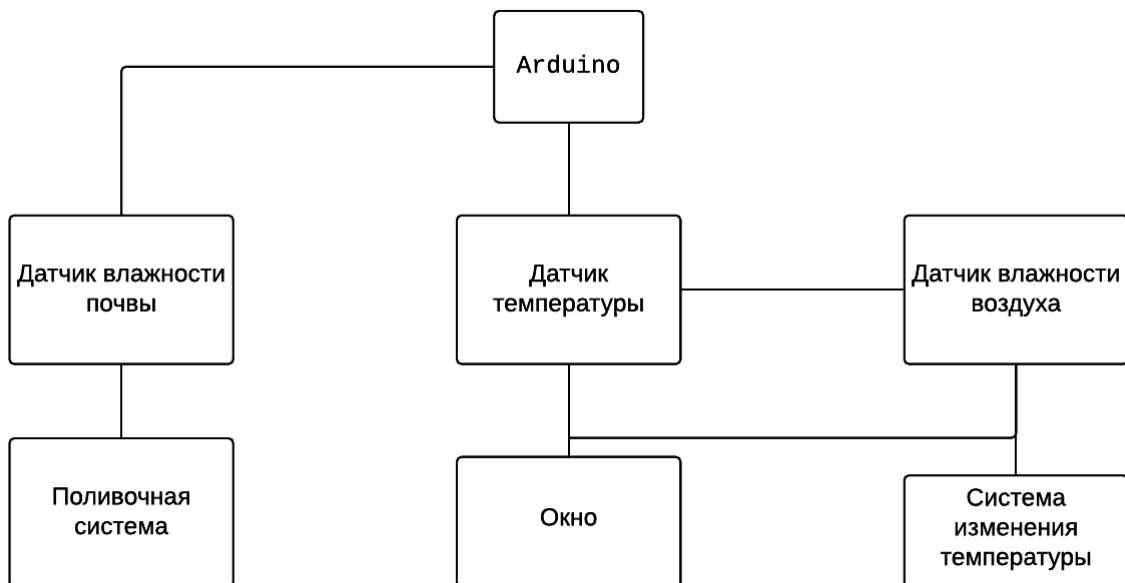 Arduino
Датчик влажности
почвы
Датчик
температуры
Датчик влажности
воздуха
Поливочная
система
Окно
Система
изменения
температуры